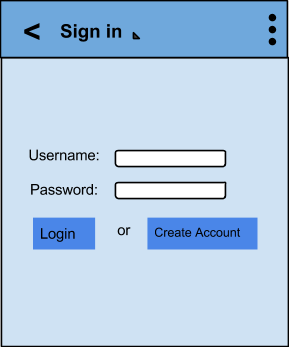 < Sign in
Username:
Password:
Login or Create Account